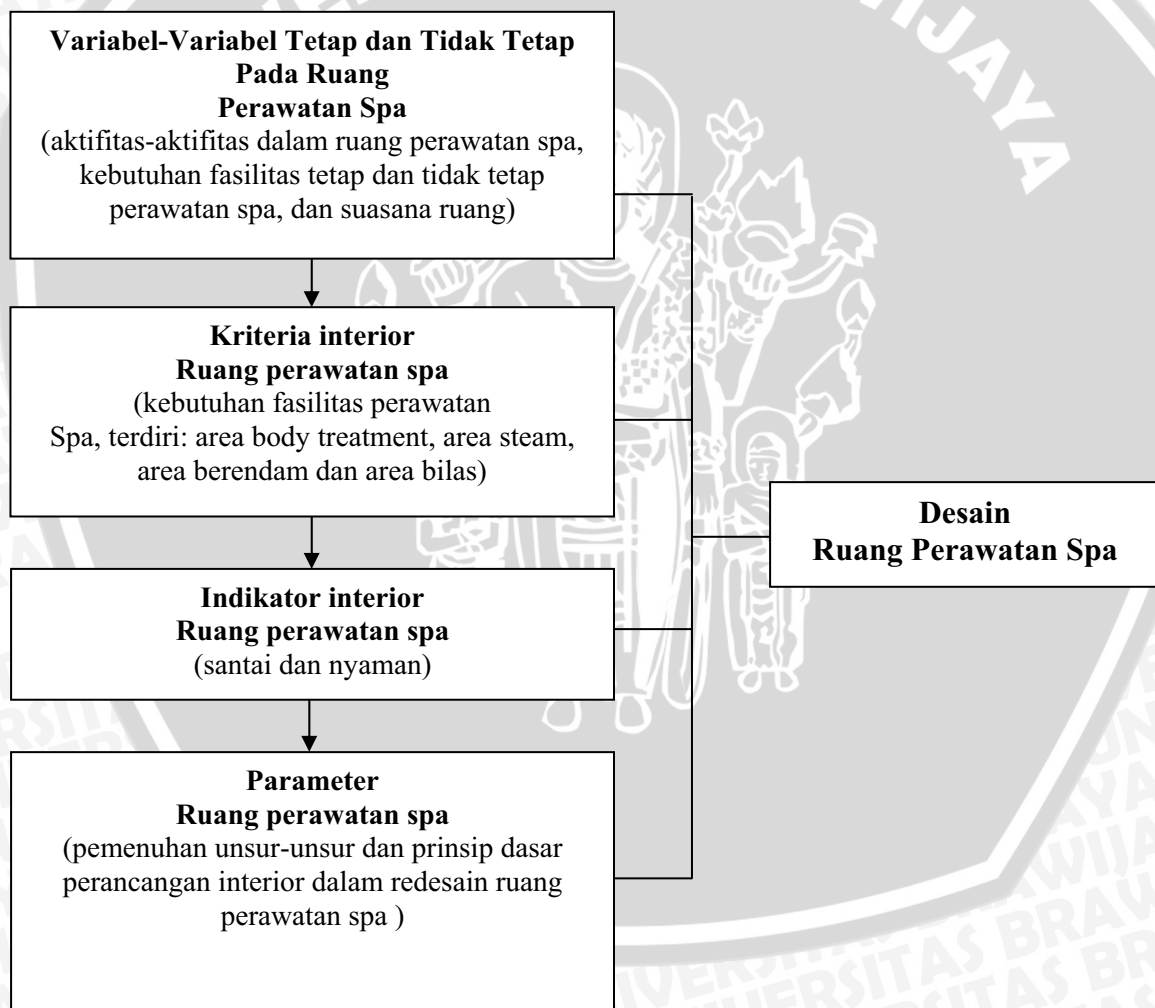 Variabel-Variabel Tetap dan Tidak Tetap
Pada Ruang
Perawatan Spa
(aktifitas-aktifitas dalam ruang perawatan spa,
kebutuhan fasilitas tetap dan tidak tetap
perawatan spa, dan suasana ruang)
Kriteria interior
Ruang perawatan spa
(kebutuhan fasilitas perawatan
Spa, terdiri: area body treatment, area steam,
area berendam dan area bilas)
Indikator interior
Ruang perawatan spa
(santai dan nyaman)
Parameter
Ruang perawatan spa
(pemenuhan unsur-unsur dan prinsip dasar
perancangan interior dalam redesain ruang
perawatan spa )
Desain
Ruang Perawatan Spa
WIJAYA
UNIVERSITAS BRAW